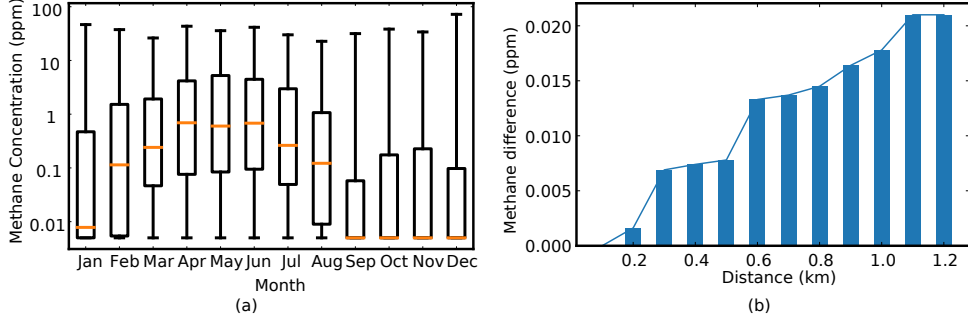 Methane Concentration (ppm)
100
10
1
0.1
0.01
Jan Feb Mar Apr May Jun Jul Aug Sep Oct Nov Dec
Month
(a)
Methane difference (ppm)
0.020
0.015
0.010
0.005
0.000
0.2 0.4 0.6 0.8 1.0 1.2
Distance (km)
(b)